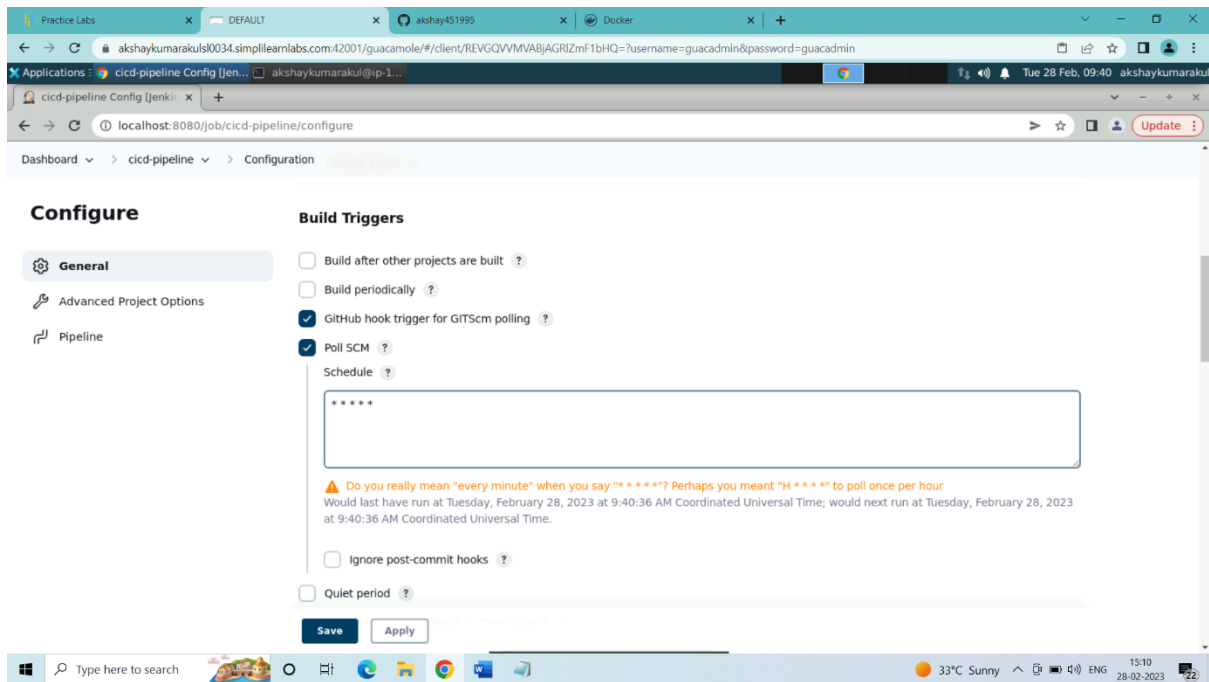 Practice Labs
DEFAULT
akshay451995
Docker
akshaykumarakulsl0034.simplilearnlabs.com:42001/guacamole/#/client/REVGQVVMVABjAGRlZmF1bHQ=?username=guacadmin&password=guacadmin
Applications
cicd-pipeline Config [Jen...
akshaykumarakul@ip-1...
Tue 28 Feb, 09:40 akshaykumaraku
cicd-pipeline Config [Jenki
localhost:8080/job/cicd-pipeline/configure
Update
Dashboard > cicd-pipeline > Configuration
Configure
General
Advanced Project Options
Pipeline
Build Triggers
Build after other projects are built ?
Build periodically ?
GitHub hook trigger for GITScm polling ?
Poll SCM ?
Schedule ?
* * * * *
Do you really mean "every minute" when you say "* * * * *"? Perhaps you meant "H * * * *" to poll once per hour
Would last have run at Tuesday, February 28, 2023 at 9:40:36 AM Coordinated Universal Time; would next run at Tuesday, February 28, 2023
at 9:40:36 AM Coordinated Universal Time.
Ignore post-commit hooks ?
Quiet period ?
Save
Apply
Type here to search
33°C Sunny
ENG
15:10
28-02-2023
22